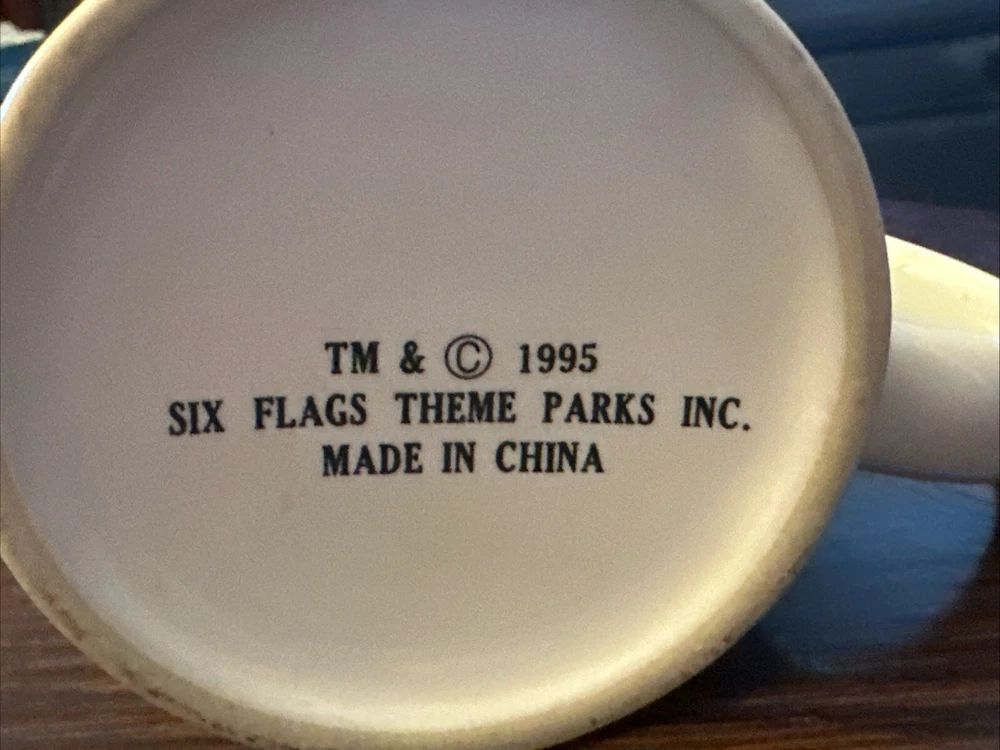 TM & © 1995
SIX FLAGS THEME PARKS INC.
MADE IN CHINA